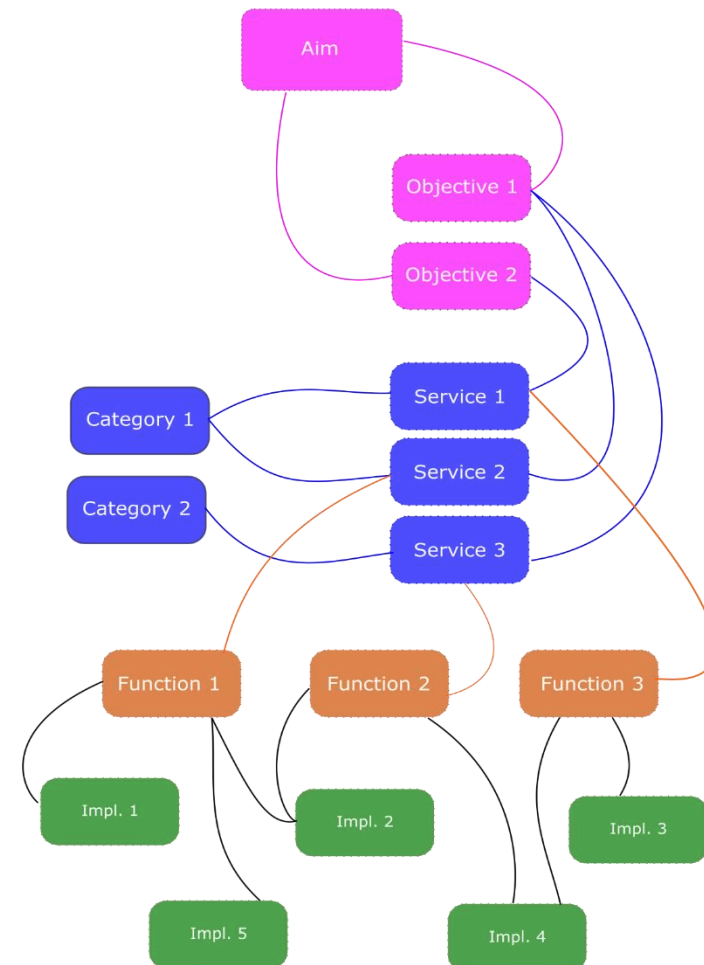 Aim
Objective 1
Objective 2
Service 1
Category 1
Service 2
Category 2
Service 3
Function 1
Function 2
Function 3
Impl. 1
Impl. 2
Impl. 3
Impl. 5
Impl. 4